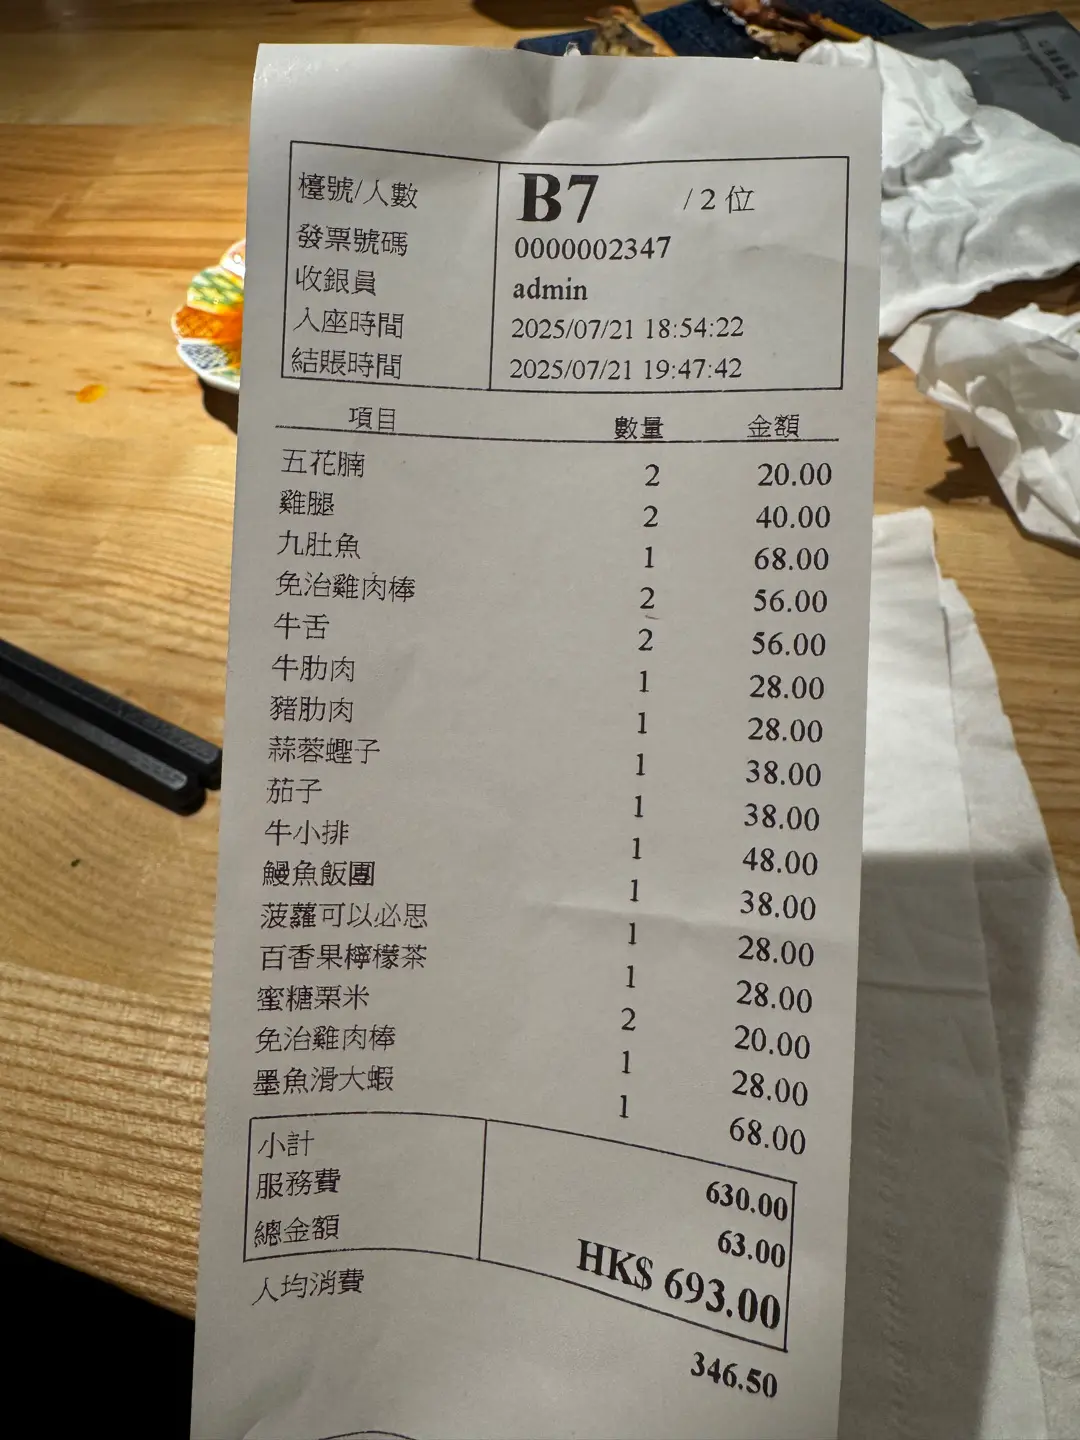 檯號/人數 B7 / 2 位
發票號碼 0000002347
收銀員 admin
入座時間 2025/07/21 18:54:22
結賬時間 2025/07/21 19:47:42
項目 數量 金額
五花腩 2 20.00
雞腿 2 40.00
九肚魚 1 68.00
免治雞肉棒 2 56.00
牛舌 2 56.00
牛肋肉 1 28.00
豬肋肉 1 28.00
蒜蓉蟶子 1 38.00
茄子 1 38.00
牛小排 1 48.00
鰻魚飯團 1 38.00
菠蘿可以必思 1 28.00
百香果檸檬茶 1 28.00
蜜糖粟米 2 20.00
免治雞肉棒 1 28.00
墨魚滑大蝦 1 68.00
小計 630.00
服務費 63.00
總金額 HK$ 693.00
人均消費 346.50